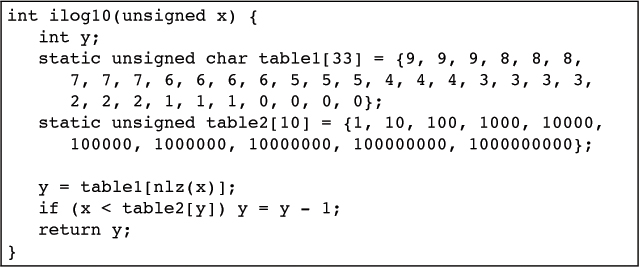 int ilog10(unsigned x) {
   int y;
   static unsigned char table1[33] = {9, 9, 9, 8, 8, 8,
      7, 7, 7, 6, 6, 6, 6, 5, 5, 5, 4, 4, 4, 3, 3, 3, 3,
      2, 2, 2, 1, 1, 1, 0, 0, 0, 0};
   static unsigned table2[10] = {1, 10, 100, 1000, 10000,
      100000, 1000000, 10000000, 100000000, 1000000000};

   y = table1[nlz(x)];
   if (x < table2[y]) y = y - 1;
   return y;
}